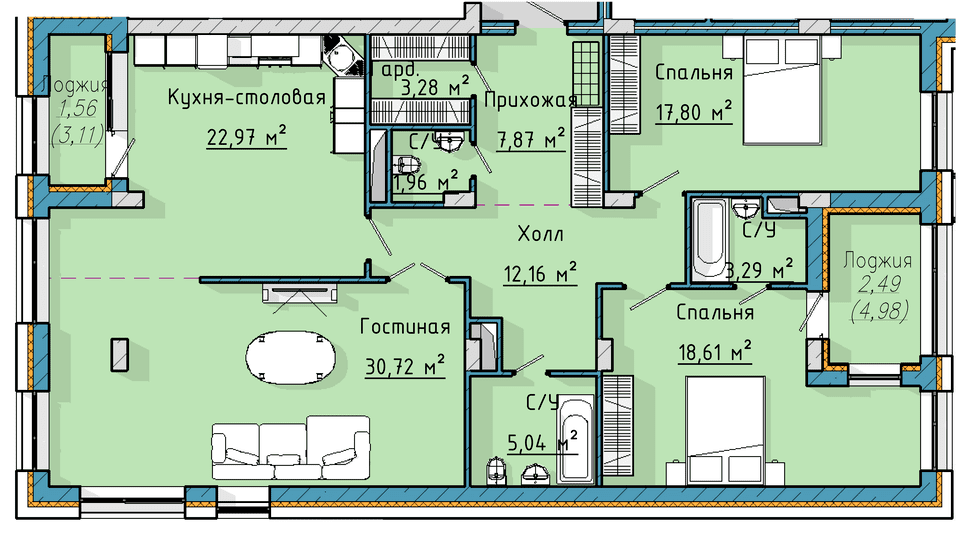 Лоджия
1,56
(3,11)
Кухня-столовая
22,97 м²
Гард.
3,28 м²
Прихожая
7,87 м²
С/У
1,96 м²
Спальня
17,80 м²
Холл
12,16 м²
С/У
3,29 м²
Лоджия
2,49
(4,98)
Гостиная
30,72 м²
Спальня
18,61 м²
С/У
5,04 м²